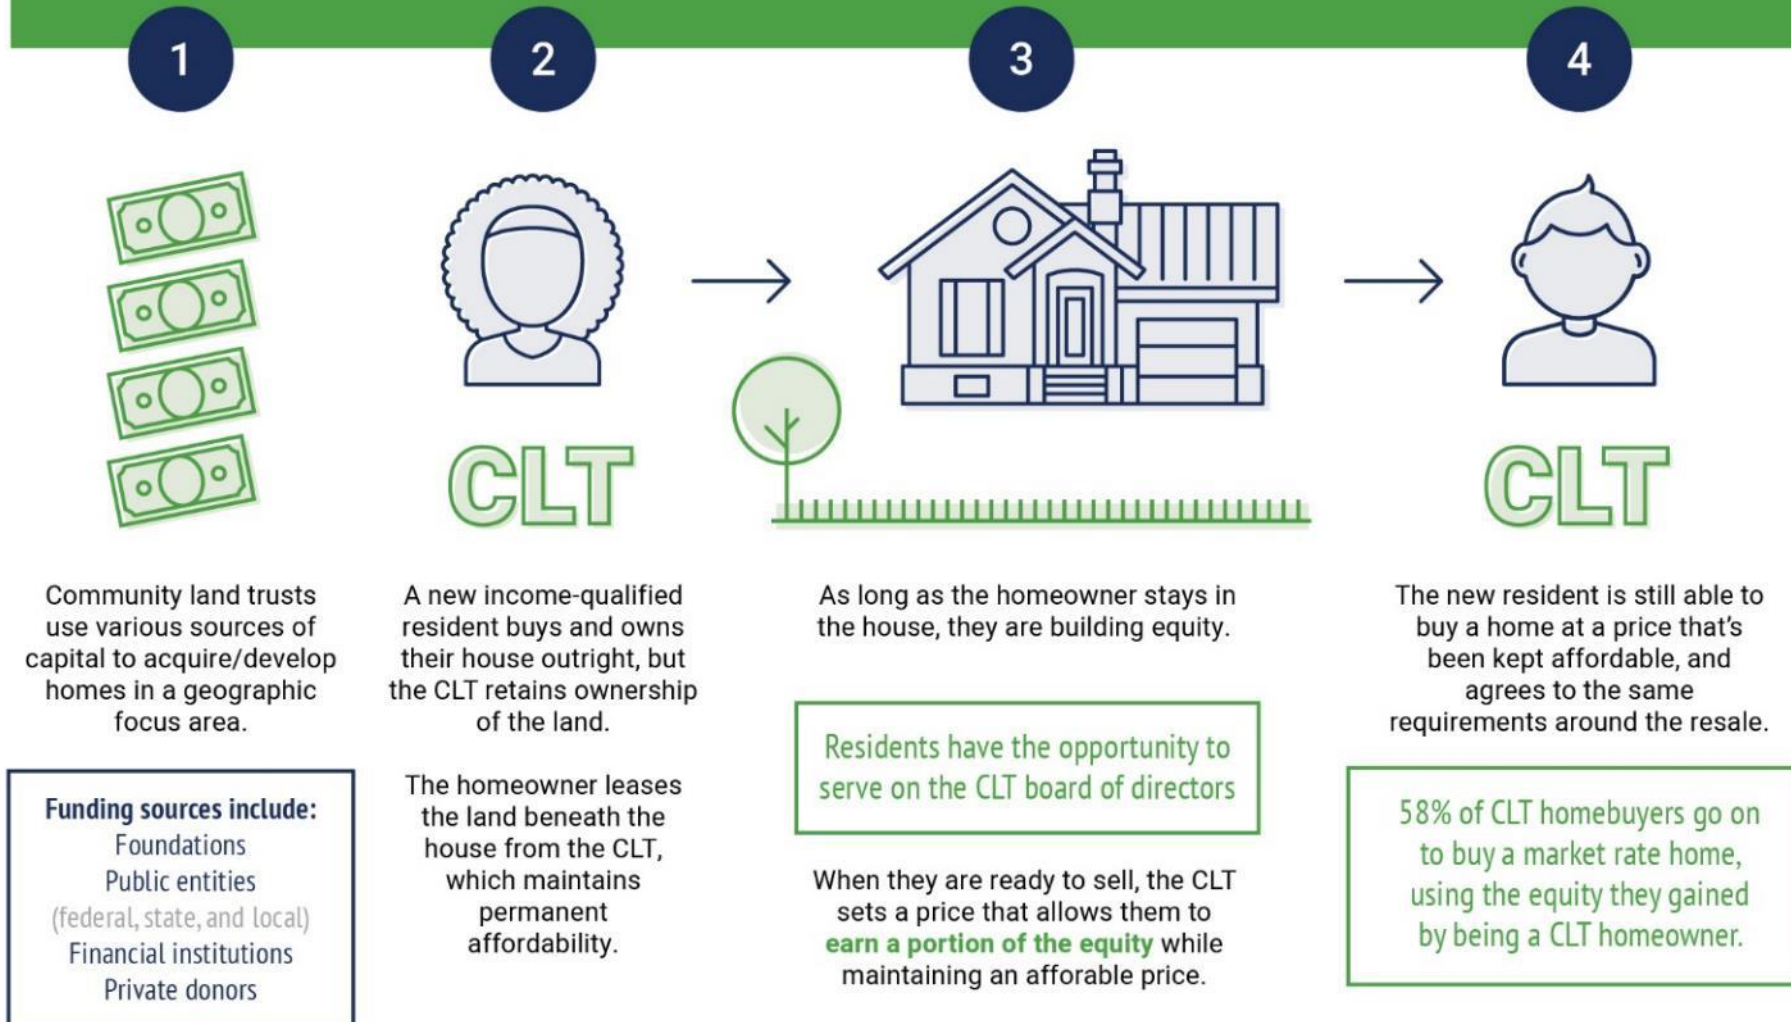 1
2
3
4
CLT
CLT
Community land trusts
use various sources of
capital to acquire/develop
homes in a geographic
focus area.
Funding sources include:
Foundations
Public entities
(federal, state, and local)
Financial institutions
Private donors
A new income-qualified
resident buys and owns
their house outright, but
the CLT retains ownership
of the land.
The homeowner leases
the land beneath the
house from the CLT,
which maintains
permanent
affordability.
As long as the homeowner stays in
the house, they are building equity.
Residents have the opportunity to
serve on the CLT board of directors
When they are ready to sell, the CLT
sets a price that allows them to
earn a portion of the equity while
maintaining an afforable price.
The new resident is still able to
buy a home at a price that's
been kept affordable, and
agrees to the same
requirements around the resale.
58% of CLT homebuyers go on
to buy a market rate home,
using the equity they gained
by being a CLT homeowner.